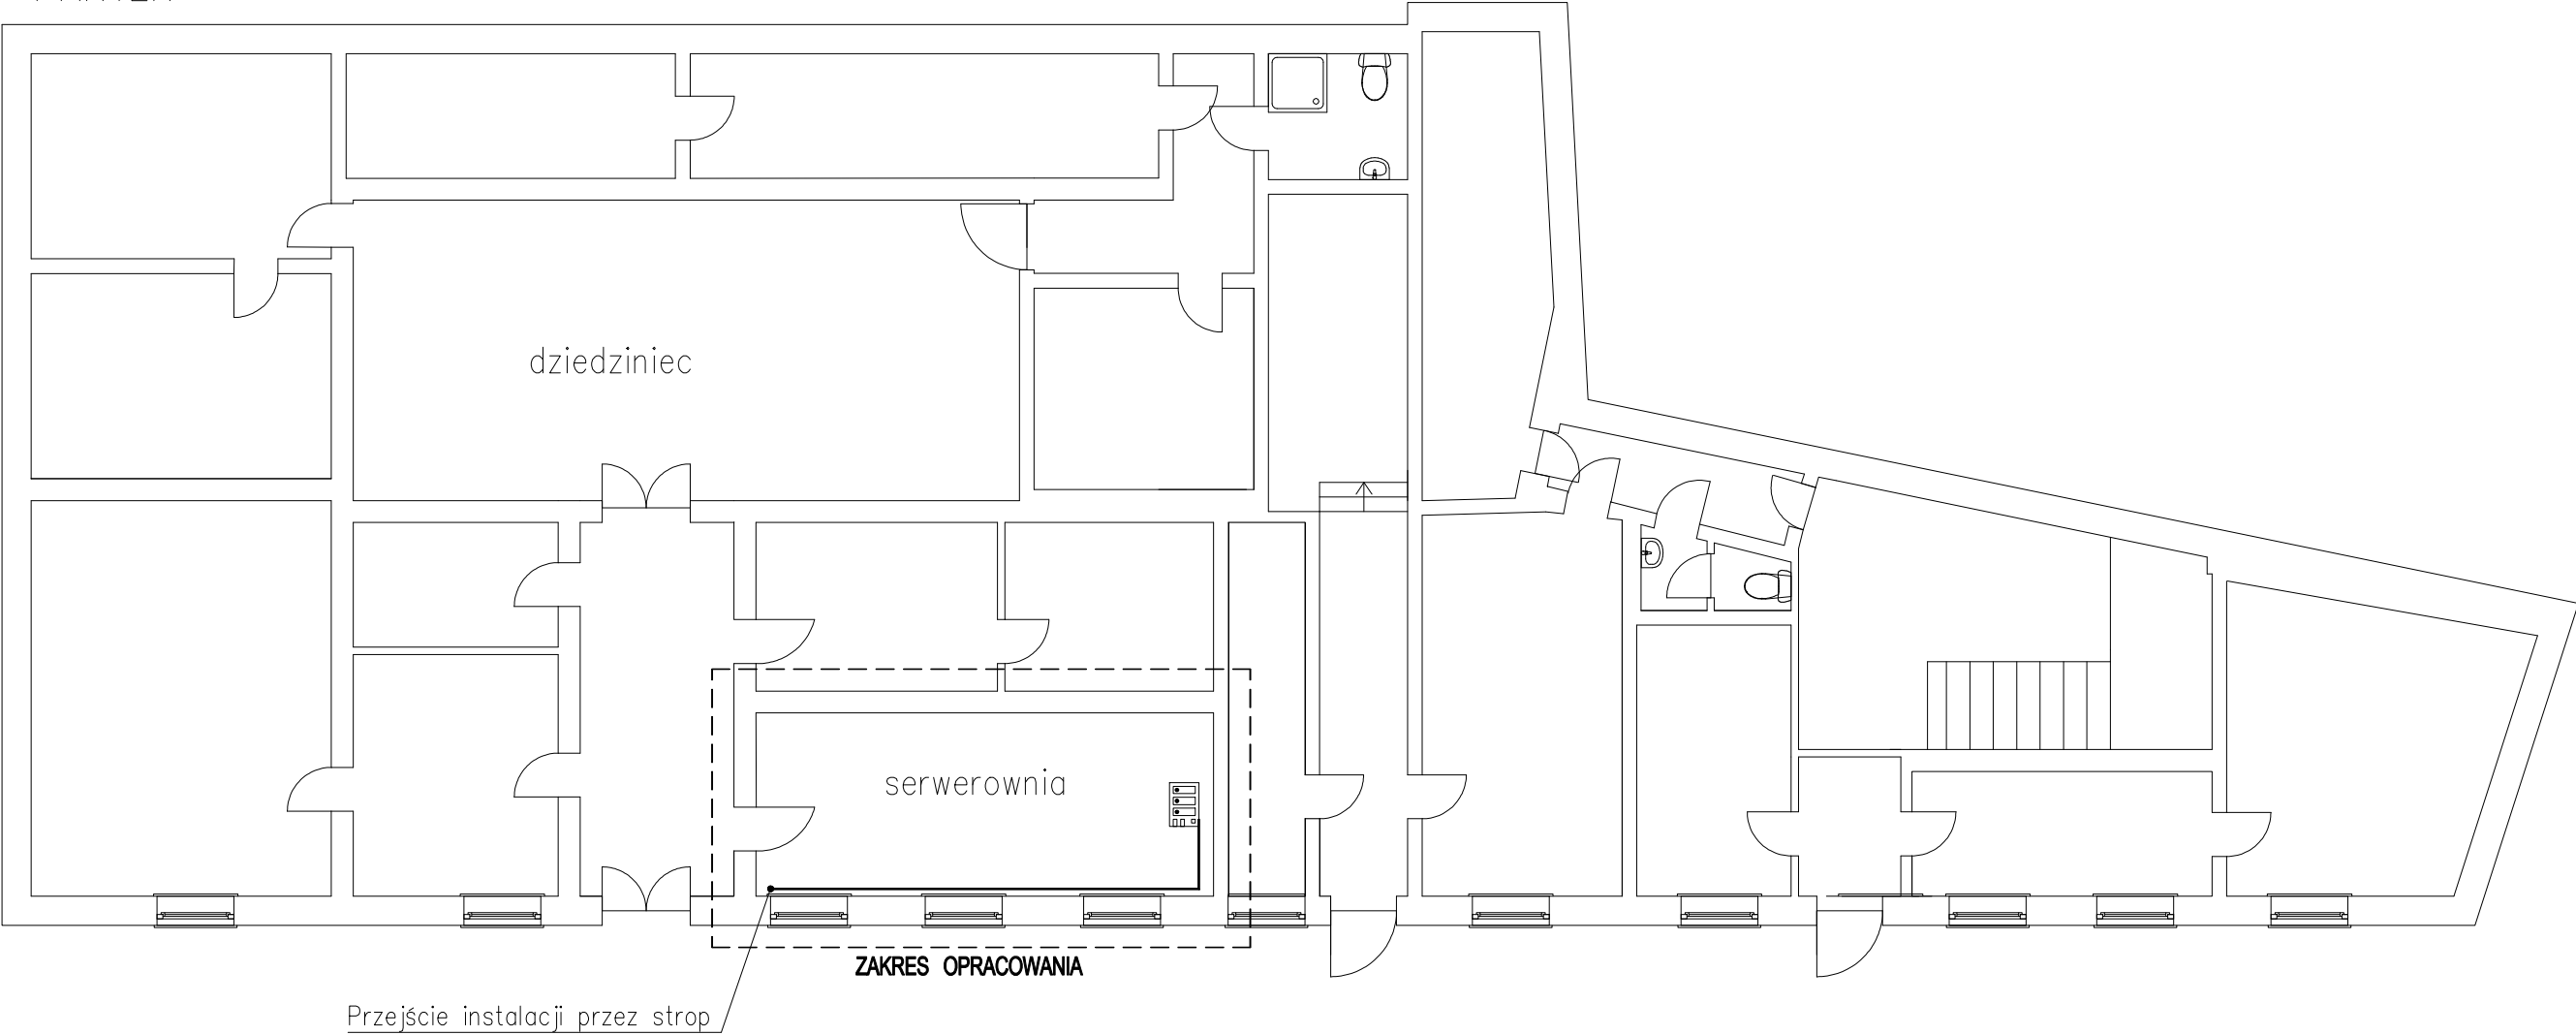 dziedziniec
serwerownia
ZAKRES OPRACOWANIA
Przejście instalacji przez strop